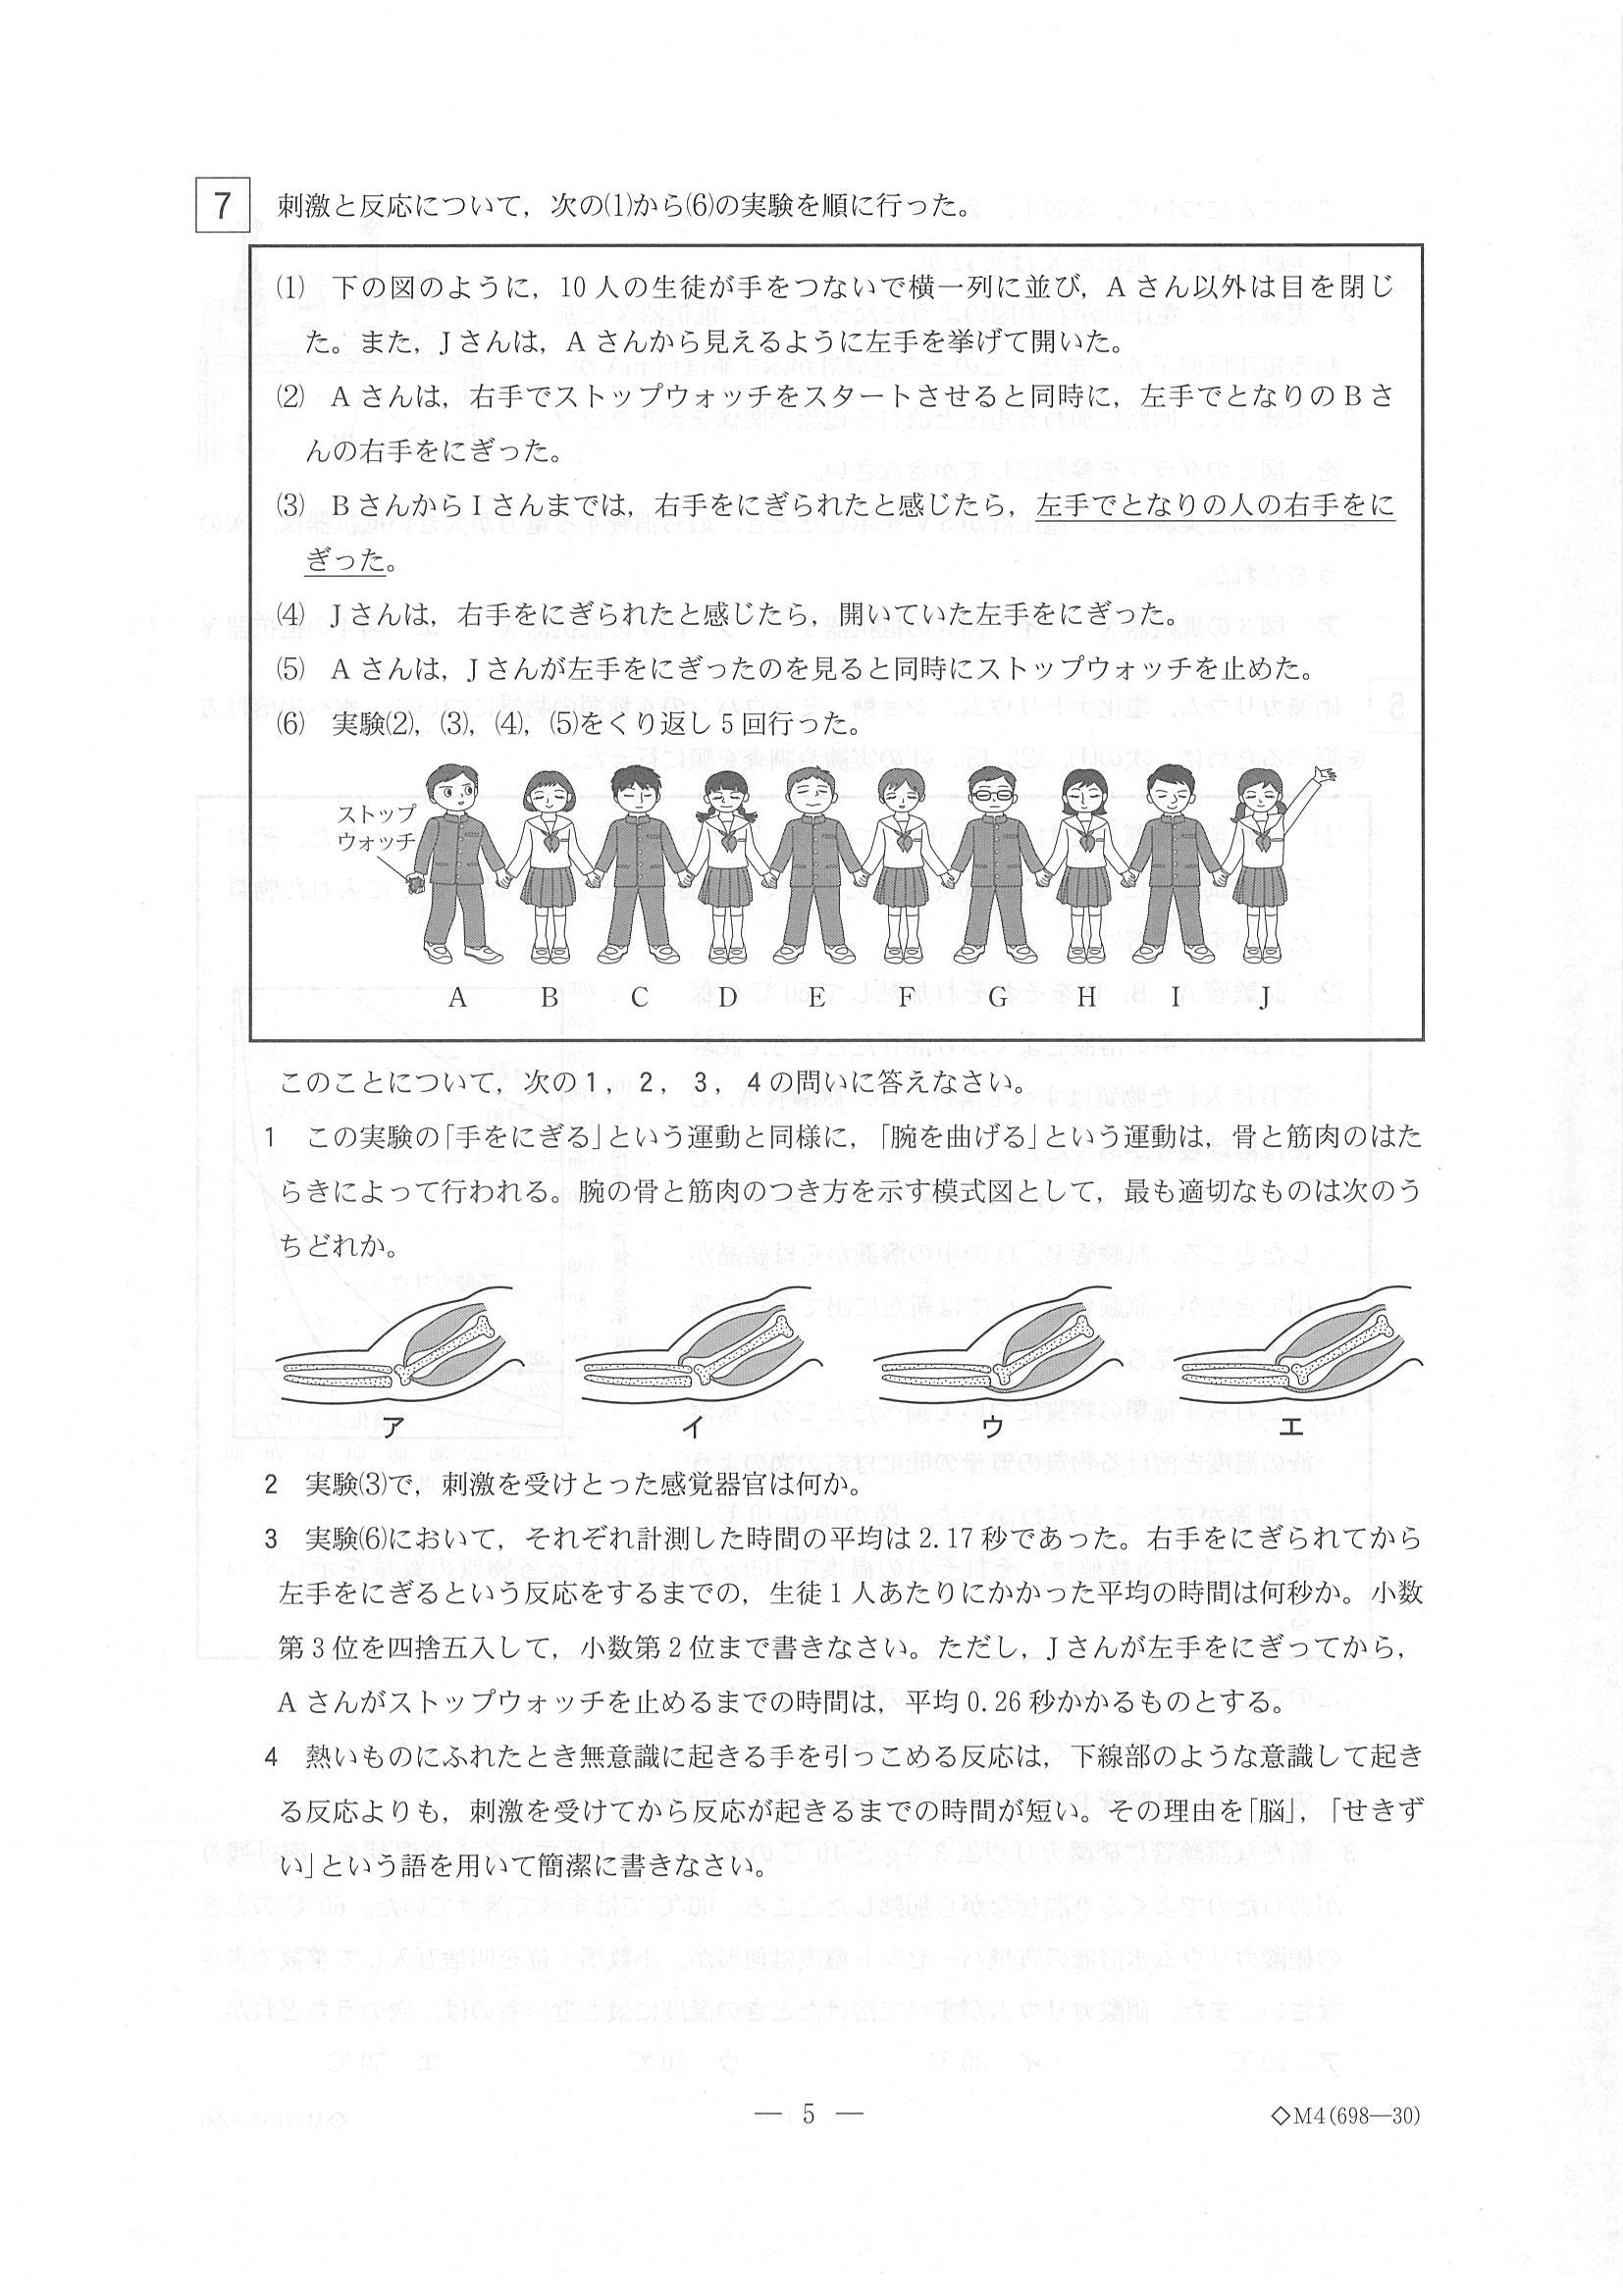 7 刺激と反応について，次の⑴から⑹の実験を順に行った。
⑴ 下の図のように，10 人の生徒が手をつないで横一列に並び，A さん以外は目を閉じ
た。また，J さんは，A さんから見えるように左手を挙げて開いた。
⑵ A さんは，右手でストップウォッチをスタートさせると同時に，左手でとなりの B さ
んの右手をにぎった。
⑶ B さんから I さんまでは，右手をにぎられたと感じたら，左手でとなりの人の右手をに
ぎった。
⑷ J さんは，右手をにぎられたと感じたら，開いていた左手をにぎった。
⑸ A さんは，J さんが左手をにぎったのを見ると同時にストップウォッチを止めた。
⑹ 実験⑵，⑶，⑷，⑸をくり返し 5 回行った。
ストップ
ウォッチ
A B C D E F G H I J
このことについて，次の 1，2，3，4 の問いに答えなさい。
1 この実験の「手をにぎる」という運動と同様に，「腕を曲げる」という運動は，骨と筋肉のはた
らきによって行われる。腕の骨と筋肉のつき方を示す模式図として，最も適切なものは次のう
ちどれか。
ア イ ウ エ
2 実験⑶で，刺激を受けとった感覚器官は何か。
3 実験⑹において，それぞれ計測した時間の平均は 2.17 秒であった。右手をにぎられてから
左手をにぎるという反応をするまでの，生徒 1 人あたりにかかった平均の時間は何秒か。小数
第 3 位を四捨五入して，小数第 2 位まで書きなさい。ただし，J さんが左手をにぎってから，
A さんがストップウォッチを止めるまでの時間は，平均 0.26 秒かかるものとする。
4 熱いものにふれたとき無意識に起きる手を引っこめる反応は，下線部のような意識して起き
る反応よりも，刺激を受けてから反応が起きるまでの時間が短い。その理由を「脳」，「せきず
い」という語を用いて簡潔に書きなさい。
— 5 —
◇M4(698—30)